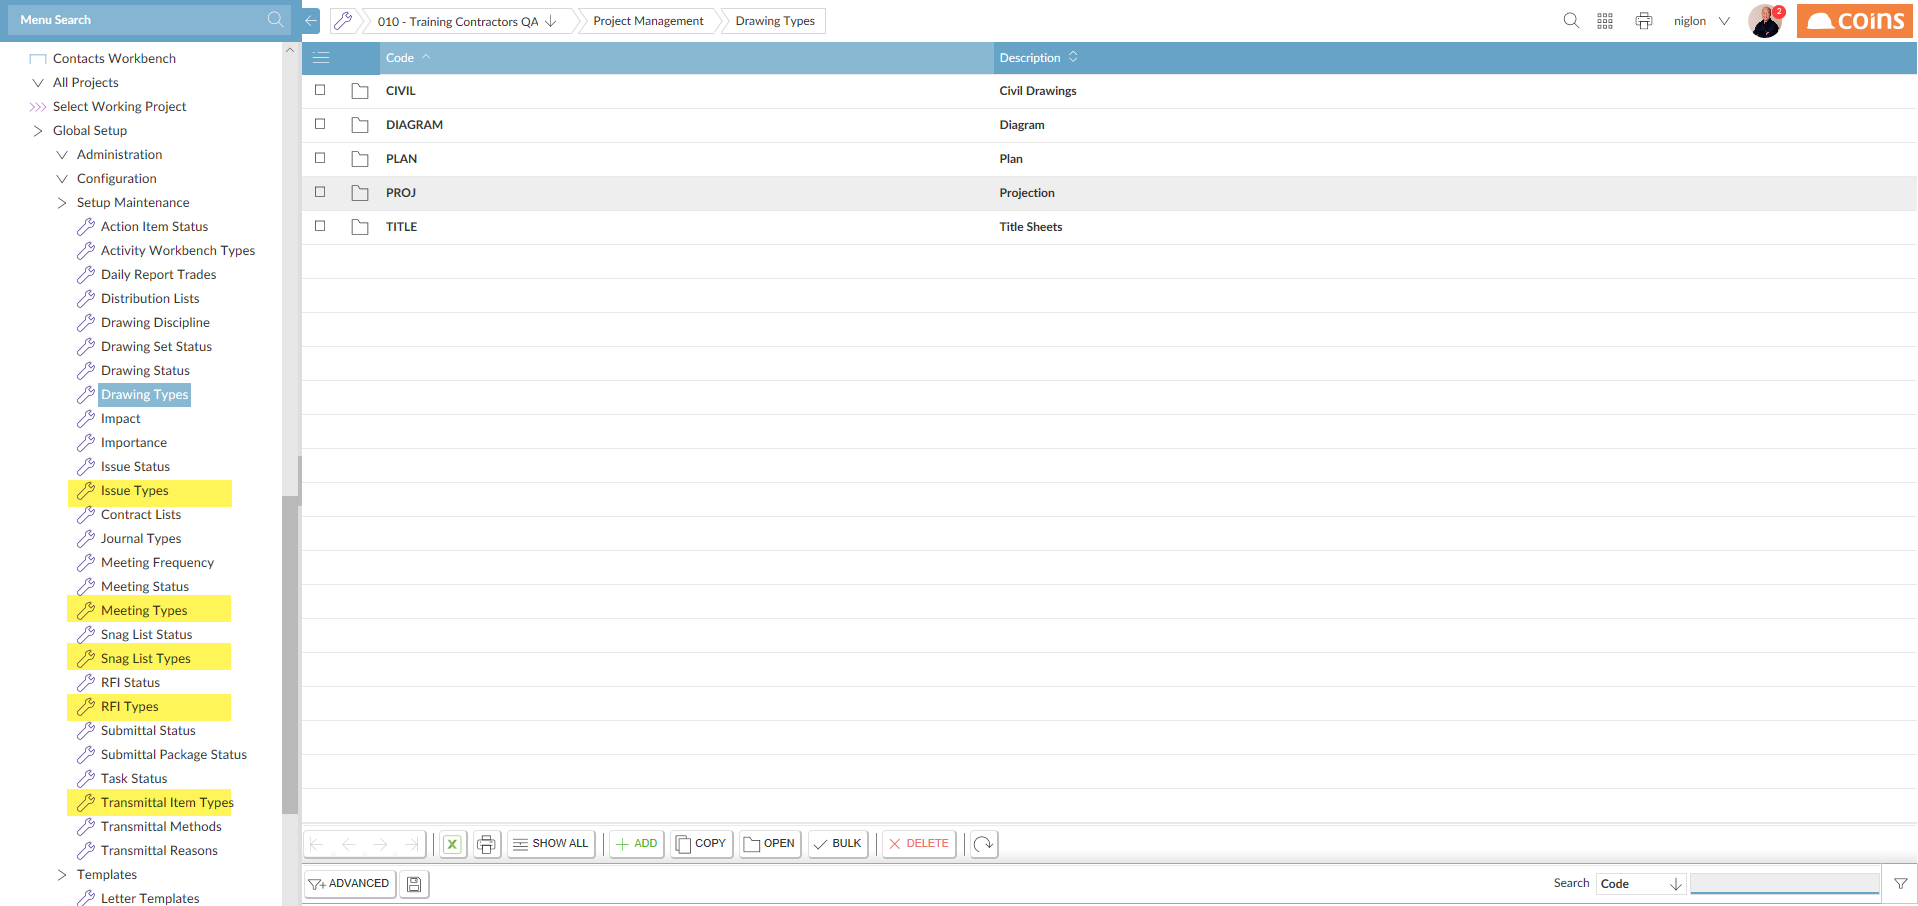 Menu Search
010 - Training Contractors QA
Project Management
Drawing Types
niglon
2
coins
Contacts Workbench
All Projects
Select Working Project
Global Setup
Administration
Configuration
Setup Maintenance
Action Item Status
Activity Workbench Types
Daily Report Trades
Distribution Lists
Drawing Discipline
Drawing Set Status
Drawing Status
Drawing Types
Impact
Importance
Issue Status
Issue Types
Contract Lists
Journal Types
Meeting Frequency
Meeting Status
Meeting Types
Snag List Status
Snag List Types
RFI Status
RFI Types
Submittal Status
Submittal Package Status
Task Status
Transmittal Item Types
Transmittal Methods
Transmittal Reasons
Templates
Letter Templates
Code Description
CIVIL Civil Drawings
DIAGRAM Diagram
PLAN Plan
PROJ Projection
TITLE Title Sheets
SHOW ALL ADD COPY OPEN BULK DELETE
ADVANCED Search Code